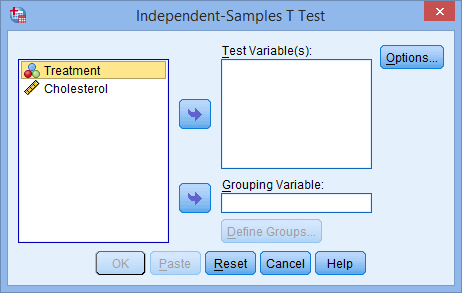 Independent-Samples T Test
Treatment
Cholesterol
Test Variable(s):
Options...
Grouping Variable:
Define Groups...
OK Paste Reset Cancel Help